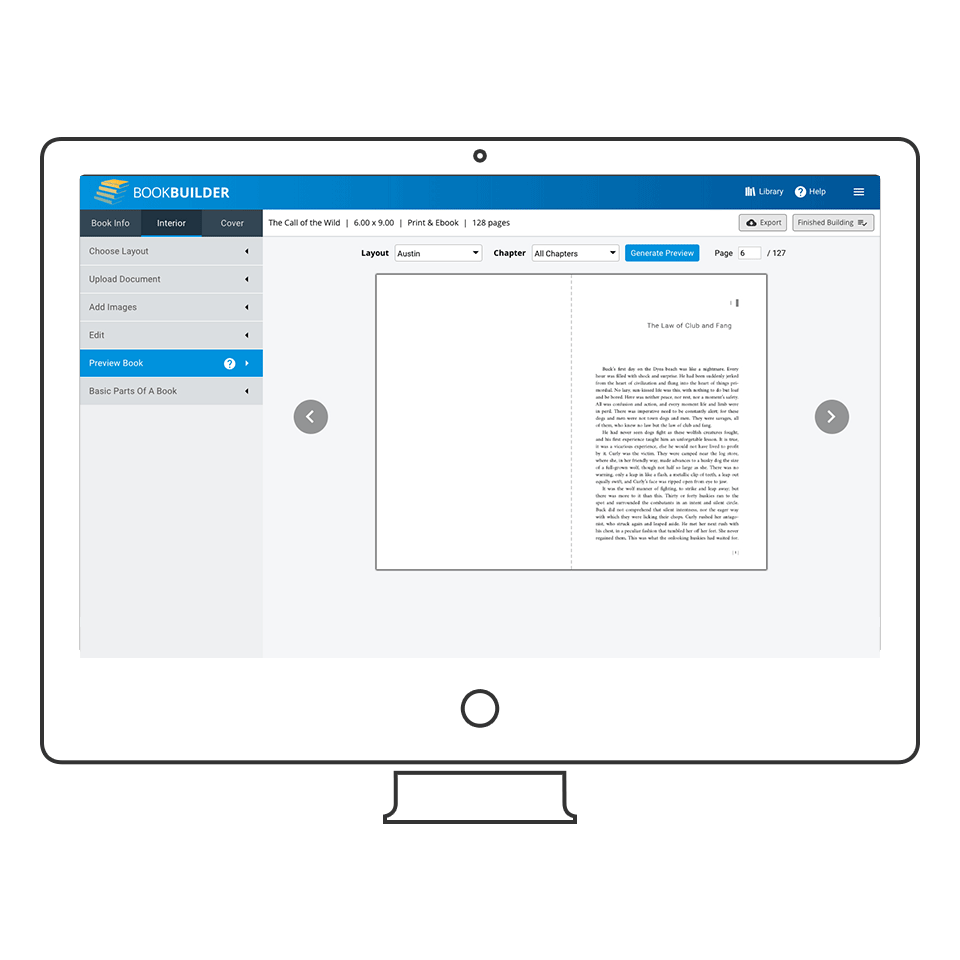 BOOKBUILDER
Library
Help
Book Info
Interior
Cover
The Call of the Wild | 6.00 x 9.00 | Print & Ebook | 128 pages
Export
Finished Building
Choose Layout
Upload Document
Add Images
Edit
Preview Book ?
Basic Parts Of A Book
Layout Austin Chapter All Chapters Generate Preview Page 6 / 127
The Law of Club and Fang
Buck's first day on the Dyea beach was like a nightmare. Every
hour was filled with shock and surprise. He had been suddenly jerked
from the heart of civilization and flung into the heart of things pri-
mordial. No lazy, sun-kissed life was this, with nothing to do but loaf
and be bored. Here was neither peace, nor rest, nor a moment's safety.
All was confusion and action, and every moment life and limb were
in peril. There was imperative need to be constantly alert; for these
dogs and men were not town dogs and men. They were savages, all
of them, who knew no law but the law of club and fang.
He had never seen dogs fight as these wolfish creatures fought,
and his first experience taught him an unforgetable lesson. It is true,
it was a vicarious experience, else he would not have lived to profit
by it. Curly was the victim. They were camped near the log store,
where she, in her friendly way, made advances to a husky dog the size
of a full-grown wolf, though not half so large as she. There was no
warning, only a leap in like a flash, a metallic clip of teeth, a leap out
equally swift, and Curly's face was ripped open from eye to jaw.
It was the wolf manner of fighting, to strike and leap away; but
there was more to it than this. Thirty or forty huskies ran to the
spot and surrounded the combatants in an intent and silent circle.
Buck did not comprehend that silent intentness, nor the eager way
with which they were licking their chops. Curly rushed her antago-
nist, who struck again and leaped aside. He met her next rush with
his chest, in a peculiar fashion that tumbled her off her feet. She never
regained them. This was what the onlooking huskies had waited for.